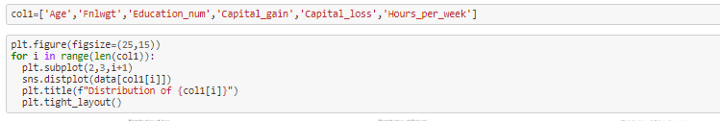 col1=['Age','Fnlwgt','Education_num','Capital_gain','Capital_loss','Hours_per_week']
plt.figure(figsize=(25,15))
for i in range(len(col1)):
  plt.subplot(2,3,i+1)
  sns.distplot(data[col1[i]])
  plt.title(f"Distribution of {col1[i]}")
  plt.tight_layout()